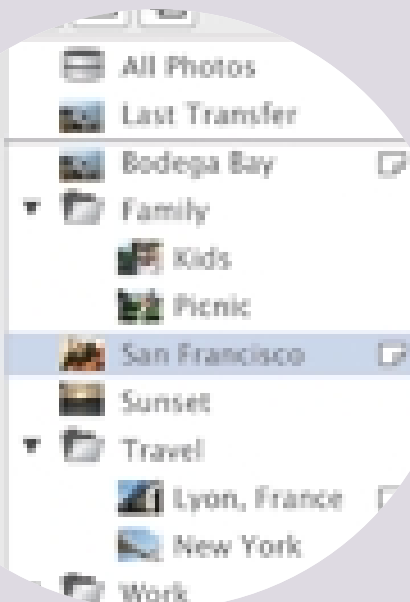 All Photos
Last Transfer
Bodega Bay
Family
Kids
Picnic
San Francisco
Sunset
Travel
Lyon, France
New York
Work